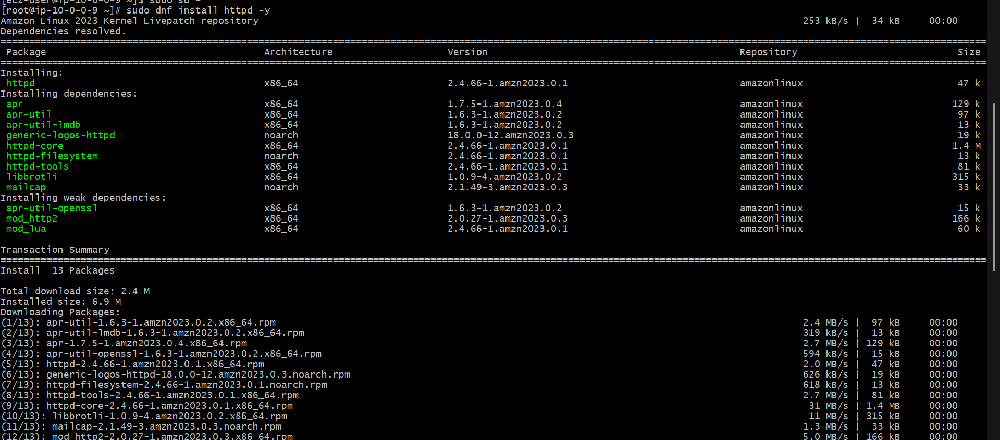 [ec2-user@ip-10-0-0-9 ~]$ sudo su -
[root@ip-10-0-0-9 ~]# sudo dnf install httpd -y
Amazon Linux 2023 Kernel Livepatch repository 253 kB/s | 34 kB 00:00
Dependencies resolved.
================================================================================
Package Architecture Version Repository Size
================================================================================
Installing:
httpd x86_64 2.4.66-1.amzn2023.0.1 amazonlinux 47 k
Installing dependencies:
apr x86_64 1.7.5-1.amzn2023.0.4 amazonlinux 129 k
apr-util x86_64 1.6.3-1.amzn2023.0.2 amazonlinux 97 k
apr-util-lmdb x86_64 1.6.3-1.amzn2023.0.2 amazonlinux 13 k
generic-logos-httpd noarch 18.0.0-12.amzn2023.0.3 amazonlinux 19 k
httpd-core x86_64 2.4.66-1.amzn2023.0.1 amazonlinux 1.4 M
httpd-filesystem noarch 2.4.66-1.amzn2023.0.1 amazonlinux 13 k
httpd-tools x86_64 2.4.66-1.amzn2023.0.1 amazonlinux 81 k
libbrotli x86_64 1.0.9-4.amzn2023.0.2 amazonlinux 315 k
mailcap noarch 2.1.49-3.amzn2023.0.3 amazonlinux 33 k
Installing weak dependencies:
apr-util-openssl x86_64 1.6.3-1.amzn2023.0.2 amazonlinux 15 k
mod_http2 x86_64 2.0.27-1.amzn2023.0.3 amazonlinux 166 k
mod_lua x86_64 2.4.66-1.amzn2023.0.1 amazonlinux 60 k
Transaction Summary
================================================================================
Install 13 Packages
Total download size: 2.4 M
Installed size: 6.9 M
Downloading Packages:
(1/13): apr-util-1.6.3-1.amzn2023.0.2.x86_64.rpm 2.4 MB/s | 97 kB 00:00
(2/13): apr-util-lmdb-1.6.3-1.amzn2023.0.2.x86_64.rpm 319 kB/s | 13 kB 00:00
(3/13): apr-1.7.5-1.amzn2023.0.4.x86_64.rpm 2.7 MB/s | 129 kB 00:00
(4/13): apr-util-openssl-1.6.3-1.amzn2023.0.2.x86_64.rpm 594 kB/s | 15 kB 00:00
(5/13): httpd-2.4.66-1.amzn2023.0.1.x86_64.rpm 2.0 MB/s | 47 kB 00:00
(6/13): generic-logos-httpd-18.0.0-12.amzn2023.0.3.noarch.rpm 626 kB/s | 19 kB 00:00
(7/13): httpd-filesystem-2.4.66-1.amzn2023.0.1.noarch.rpm 618 kB/s | 13 kB 00:00
(8/13): httpd-tools-2.4.66-1.amzn2023.0.1.x86_64.rpm 2.7 MB/s | 81 kB 00:00
(9/13): httpd-core-2.4.66-1.amzn2023.0.1.x86_64.rpm 31 MB/s | 1.4 MB 00:00
(10/13): libbrotli-1.0.9-4.amzn2023.0.2.x86_64.rpm 11 MB/s | 315 kB 00:00
(11/13): mailcap-2.1.49-3.amzn2023.0.3.noarch.rpm 1.3 MB/s | 33 kB 00:00
(12/13): mod_http2-2.0.27-1.amzn2023.0.3.x86_64.rpm 5.0 MB/s | 166 kB 00:00